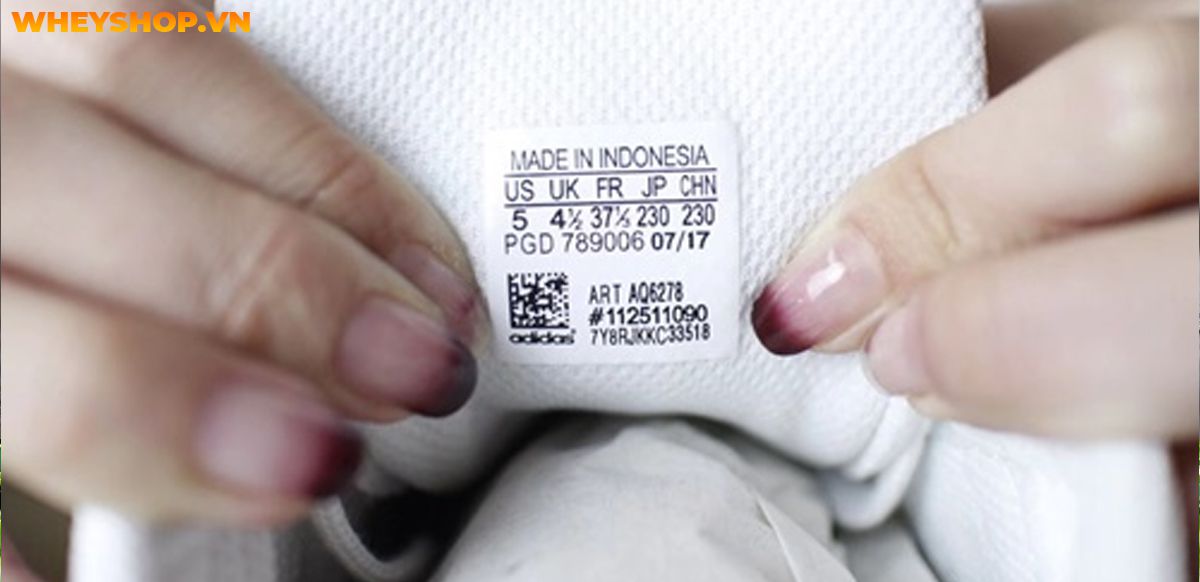 WHEYSHOP.VN
MADE IN INDONESIA
US UK FR JP CHN
5 4½ 37⅓ 230 230
PGD 789006 07/17
ART AQ6278
#112511090
7Y8RJKKC33518
adidas